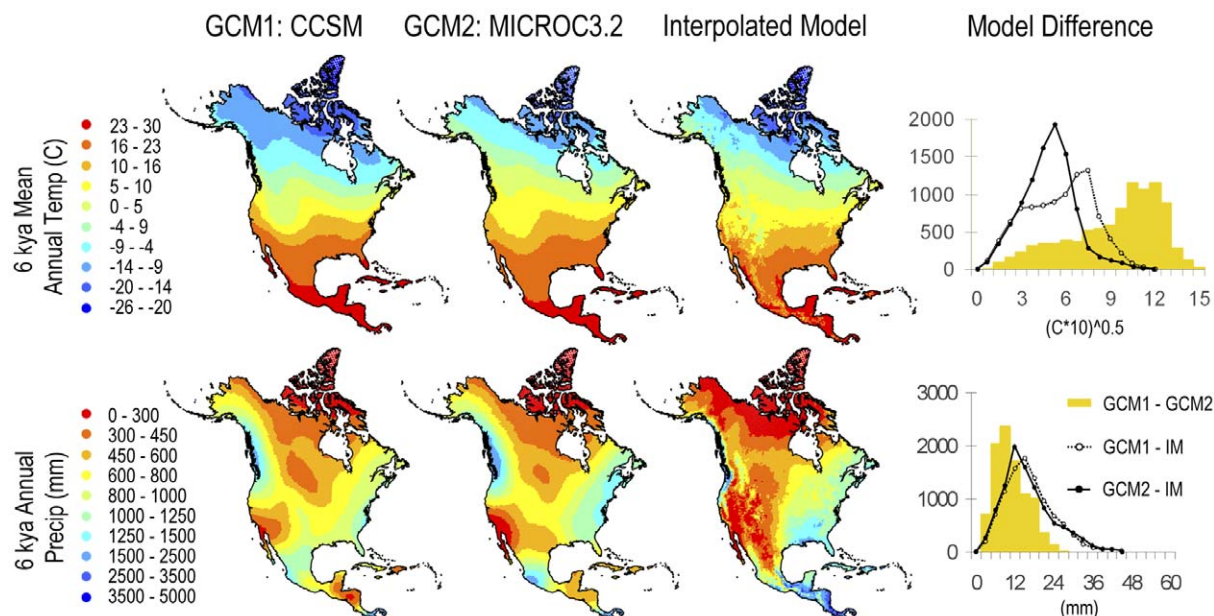 GCM1: CCSM GCM2: MICROC3.2 Interpolated Model Model Difference
6 kya Mean
Annual Temp (C)
23 - 30
16 - 23
10 - 16
5 - 10
0 - 5
-4 - 9
-9 - -4
-14 - -9
-20 - -14
-26 - -20
2000
1500
1000
500
0
0 3 6 9 12 15
(C*10)^0.5
6 kya Annual
Precip (mm)
0 - 300
300 - 450
450 - 600
600 - 800
800 - 1000
1000 - 1250
1250 - 1500
1500 - 2500
2500 - 3500
3500 - 5000
3000
2000
1000
0
0 12 24 36 48 60
(mm)
GCM1 - GCM2
GCM1 - IM
GCM2 - IM